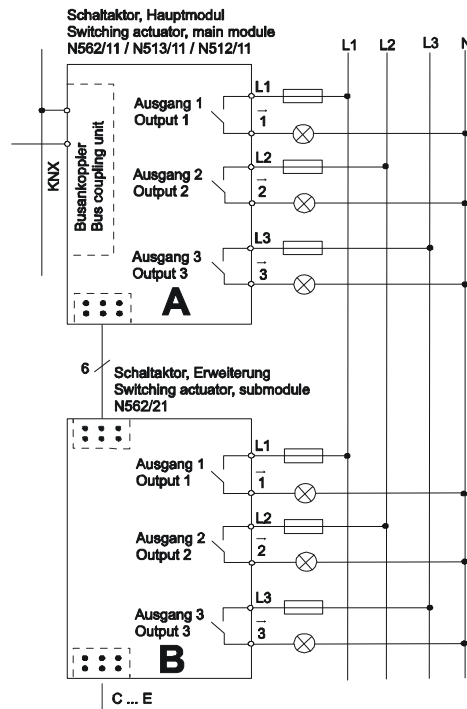 Schaltaktor, Hauptmodul
Switching actuator, main module
N562/11 / N513/11 / N512/11
L1
L2
L3
N
KNX
Busankoppler
Bus coupling unit
Ausgang 1
Output 1
L1
1
Ausgang 2
Output 2
L2
2
Ausgang 3
Output 3
L3
3
A
6
Schaltaktor, Erweiterung
Switching actuator, submodule
N562/21
Ausgang 1
Output 1
L1
1
Ausgang 2
Output 2
L2
2
Ausgang 3
Output 3
L3
3
B
C ... E